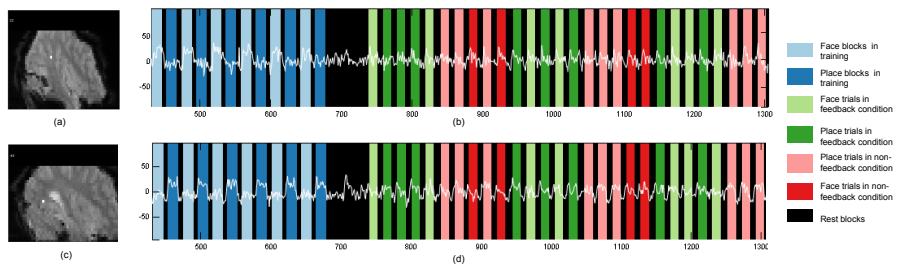 50
0
-50
500
600
700
800
900
1000
1100
1200
1300
(a)
(b)
50
0
-50
500
600
700
800
900
1000
1100
1200
1300
(c)
(d)
Face blocks in
training
Place blocks in
training
Face trials in
feedback condition
Place trials in
feedback condition
Place trials in non-
feedback condition
Face trials in non-
feedback condition
Rest blocks